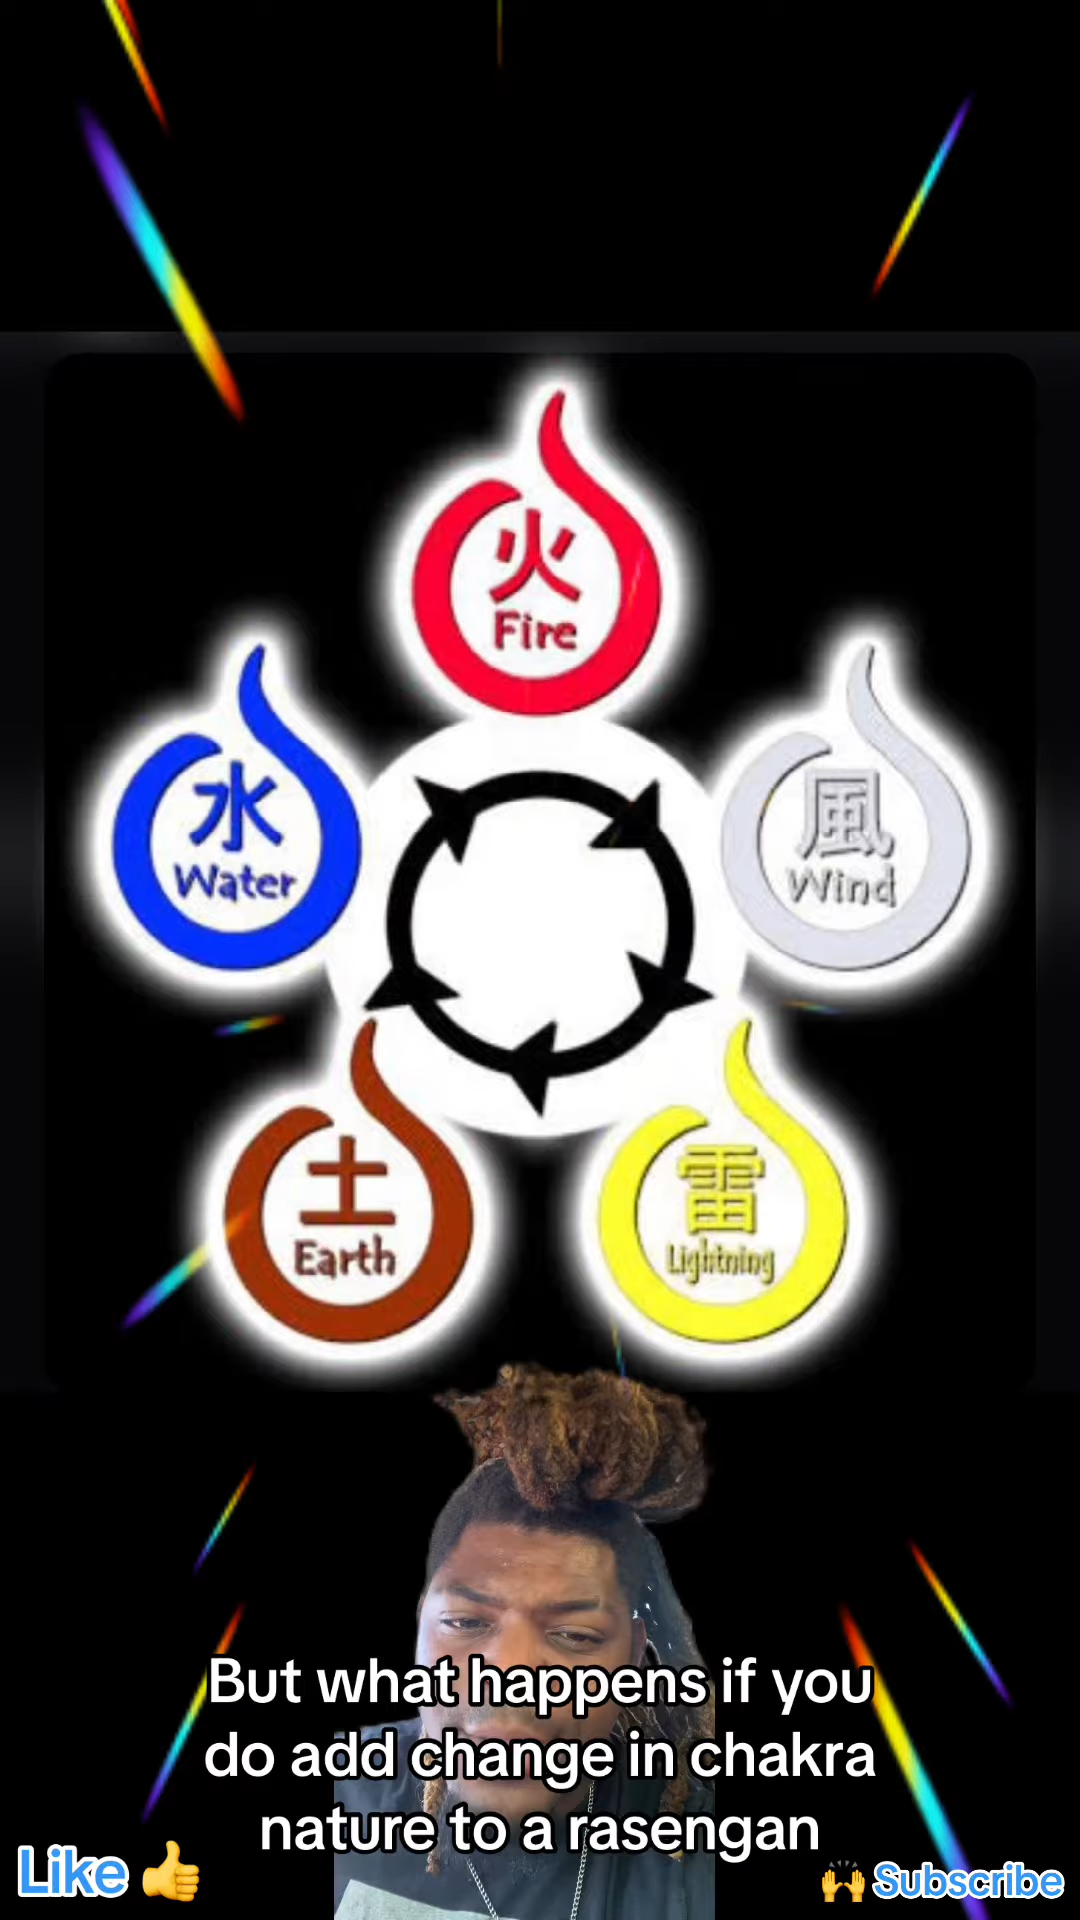 火
Fire
水
Water
風
Wind
土
Earth
雷
Lightning
But what happens if you
do add change in chakra
nature to a rasengan
Like 👍
🙌 Subscribe